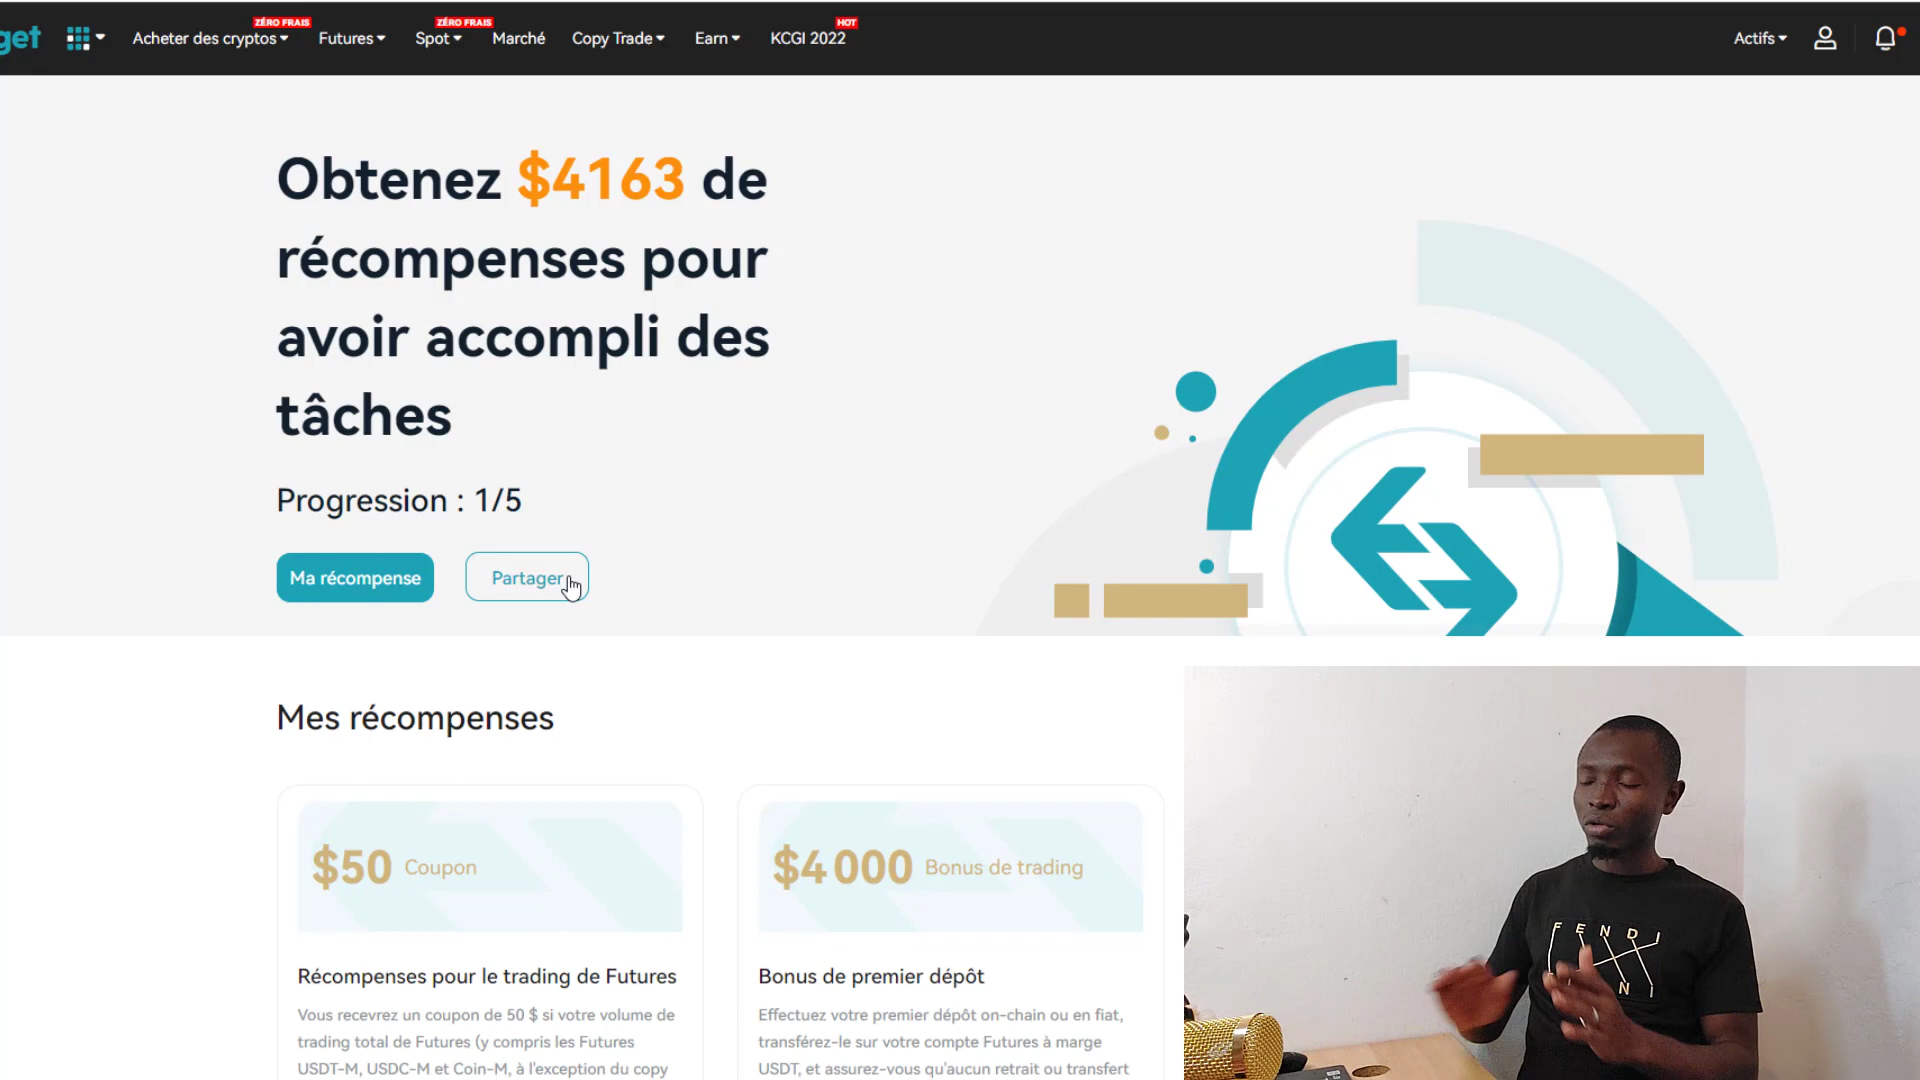 get
ZÉRO FRAIS
ZÉRO FRAIS
HOT
Acheter des cryptos Futures Spot Marché Copy Trade Earn KCGI 2022 Actifs
Obtenez $4163 de
récompenses pour
avoir accompli des
tâches
Progression : 1/5
Ma récompense Partager
Mes récompenses
$50 Coupon
$4 000 Bonus de trading
Récompenses pour le trading de Futures
Vous recevrez un coupon de 50 $ si votre volume de
trading total de Futures (y compris les Futures
USDT-M, USDC-M et Coin-M, à l'exception du copy
Bonus de premier dépôt
Effectuez votre premier dépôt on-chain ou en fiat,
transférez-le sur votre compte Futures à marge
USDT, et assurez-vous qu'aucun retrait ou transfert
FENDI
NI